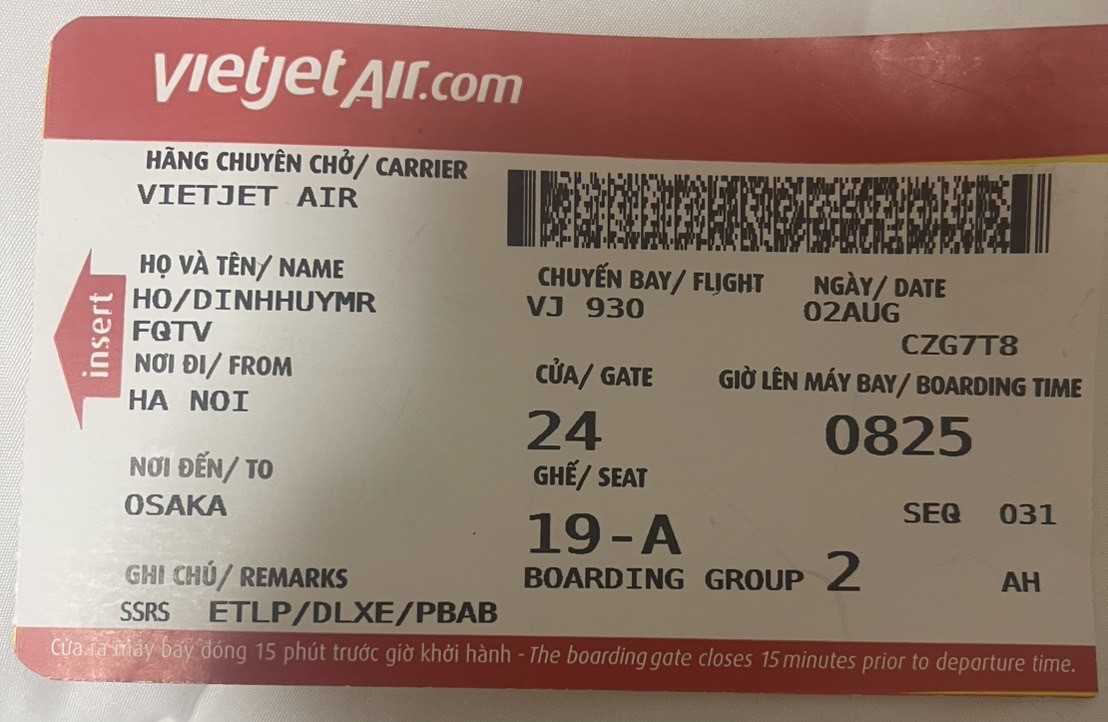 vietjetAir.com
HÃNG CHUYÊN CHỞ/ CARRIER
VIETJET AIR
HỌ VÀ TÊN/ NAME
HO/DINHHUYMR
FQTV
NƠI ĐI/ FROM
HA NOI
NƠI ĐẾN/ TO
OSAKA
GHI CHÚ/ REMARKS
SSRS ETLP/DLXE/PBAB
insert
CHUYẾN BAY/ FLIGHT
VJ 930
NGÀY/ DATE
02AUG
CZG7T8
CỬA/ GATE
24
GIỜ LÊN MÁY BAY/ BOARDING TIME
0825
GHẾ/ SEAT
19-A
SEQ 031
BOARDING GROUP 2
AH
Cửa ra máy bay đóng 15 phút trước giờ khởi hành - The boarding gate closes 15 minutes prior to departure time.